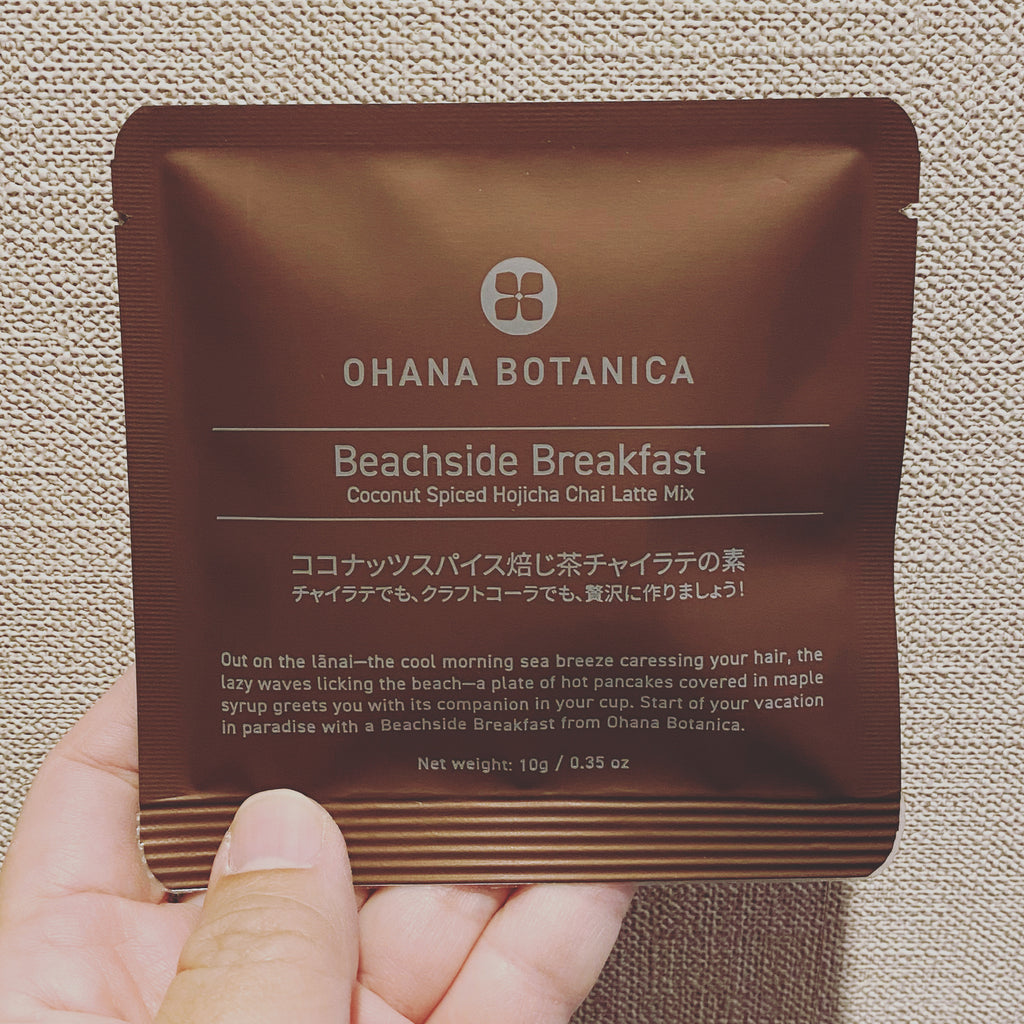 OHANA BOTANICA
Beachside Breakfast
Coconut Spiced Hojicha Chai Latte Mix
ココナッツスパイス焙じ茶チャイラテの素
チャイラテでも、クラフトコーラでも、贅沢に作りましょう!
Out on the lānai—the cool morning sea breeze caressing your hair, the
lazy waves licking the beach—a plate of hot pancakes covered in maple
syrup greets you with its companion in your cup. Start of your vacation
in paradise with a Beachside Breakfast from Ohana Botanica.
Net weight: 10g / 0.35 oz